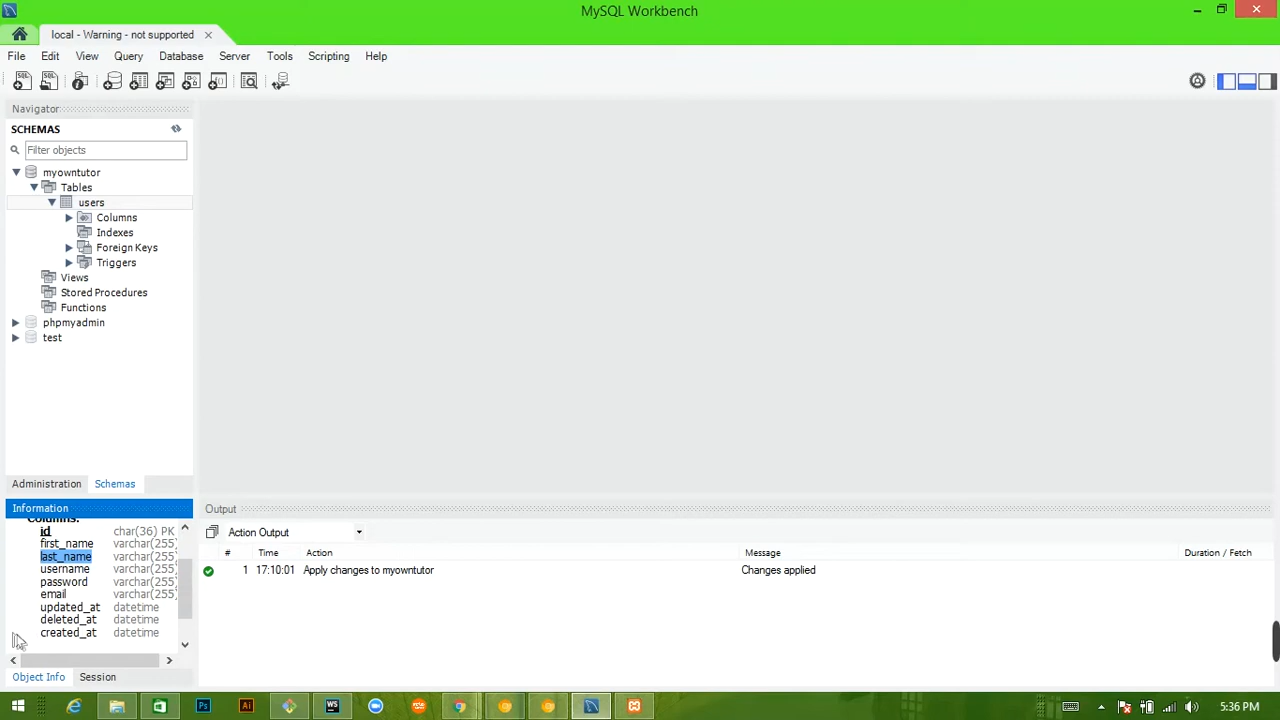 MySQL Workbench
local - Warning - not supported
File Edit View Query Database Server Tools Scripting Help
Navigator
SCHEMAS
Filter objects
myowntutor
Tables
users
Columns
Indexes
Foreign Keys
Triggers
Views
Stored Procedures
Functions
phpmyadmin
test
Administration Schemas
Information
Columns:
id char(36) PK
first_name varchar(255)
last_name varchar(255)
username varchar(255)
password varchar(255)
email varchar(255)
updated_at datetime
deleted_at datetime
created_at datetime
Object Info Session
Output
Action Output
# Time Action Message Duration / Fetch
1 17:10:01 Apply changes to myowntutor Changes applied
5:36 PM